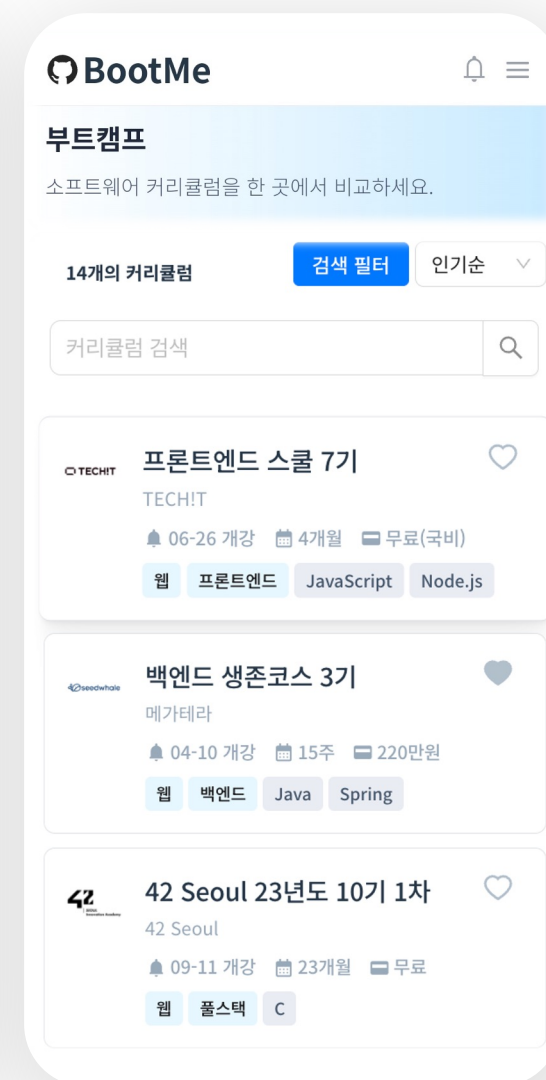 BootMe
부트캠프
소프트웨어 커리큘럼을 한 곳에서 비교하세요.
14개의 커리큘럼 검색 필터 인기순
커리큘럼 검색
TECH!T 프론트엔드 스쿨 7기
TECH!T
06-26 개강 4개월 무료(국비)
웹 프론트엔드 JavaScript Node.js
seedwhale 백엔드 생존코스 3기
메가테라
04-10 개강 15주 220만원
웹 백엔드 Java Spring
42 42 Seoul 23년도 10기 1차
42 Seoul
09-11 개강 23개월 무료
웹 풀스택 C